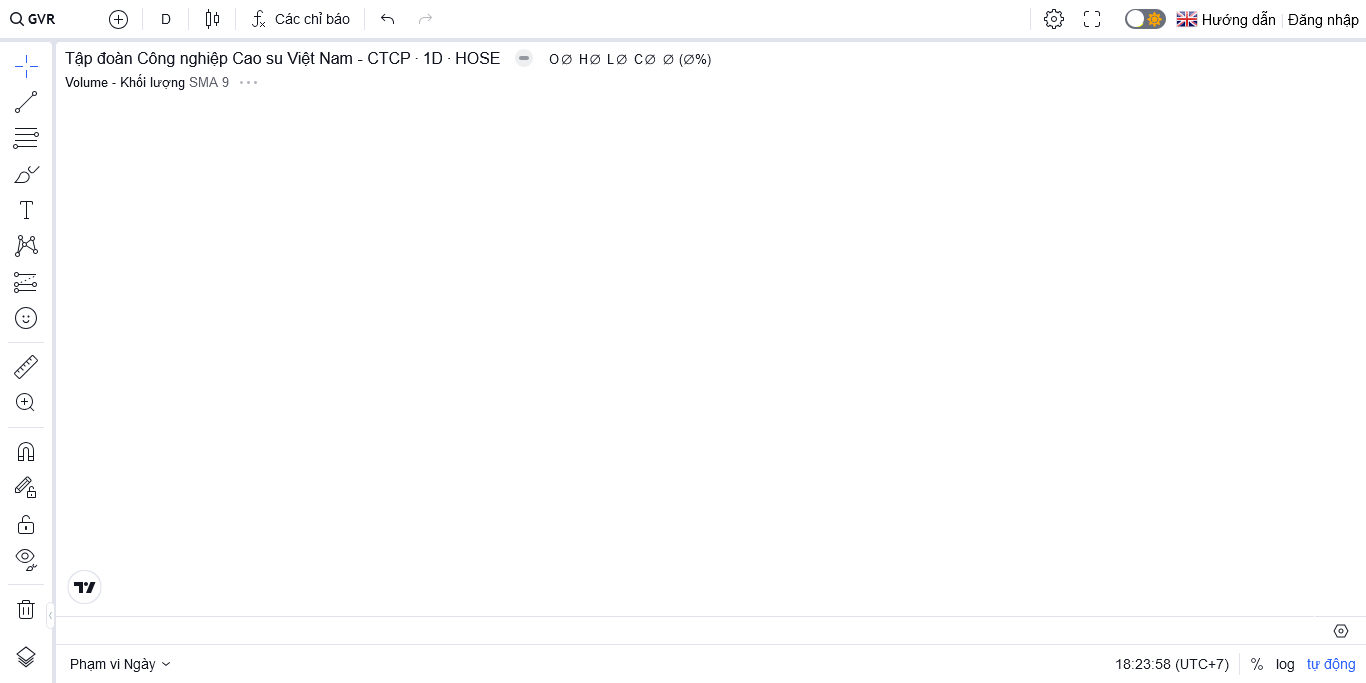 GVR D Các chỉ báo Hướng dẫn Đăng nhập
Tập đoàn Công nghiệp Cao su Việt Nam - CTCP · 1D · HOSE O∅ H∅ L∅ C∅ ∅ (∅%)
Volume - Khối lượng SMA 9
Phạm vi Ngày 18:23:58 (UTC+7) % log tự động